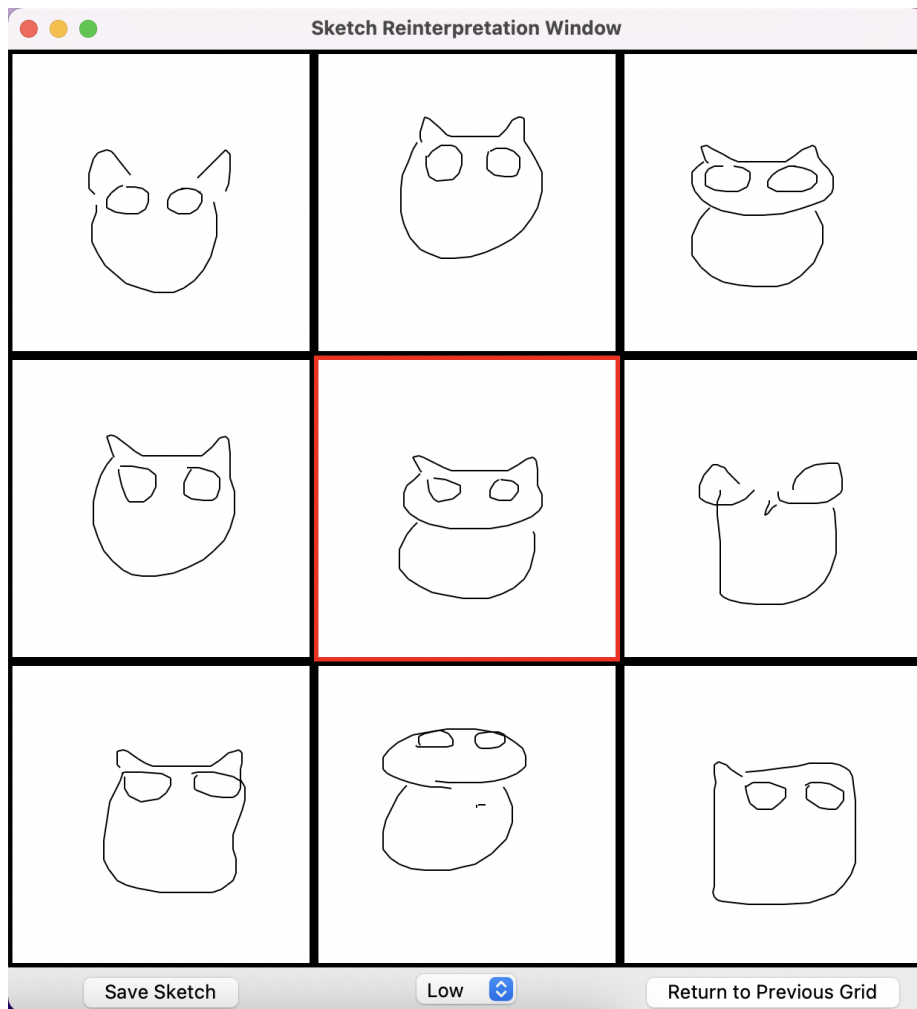 Sketch Reinterpretation Window
Save Sketch
Low
Return to Previous Grid